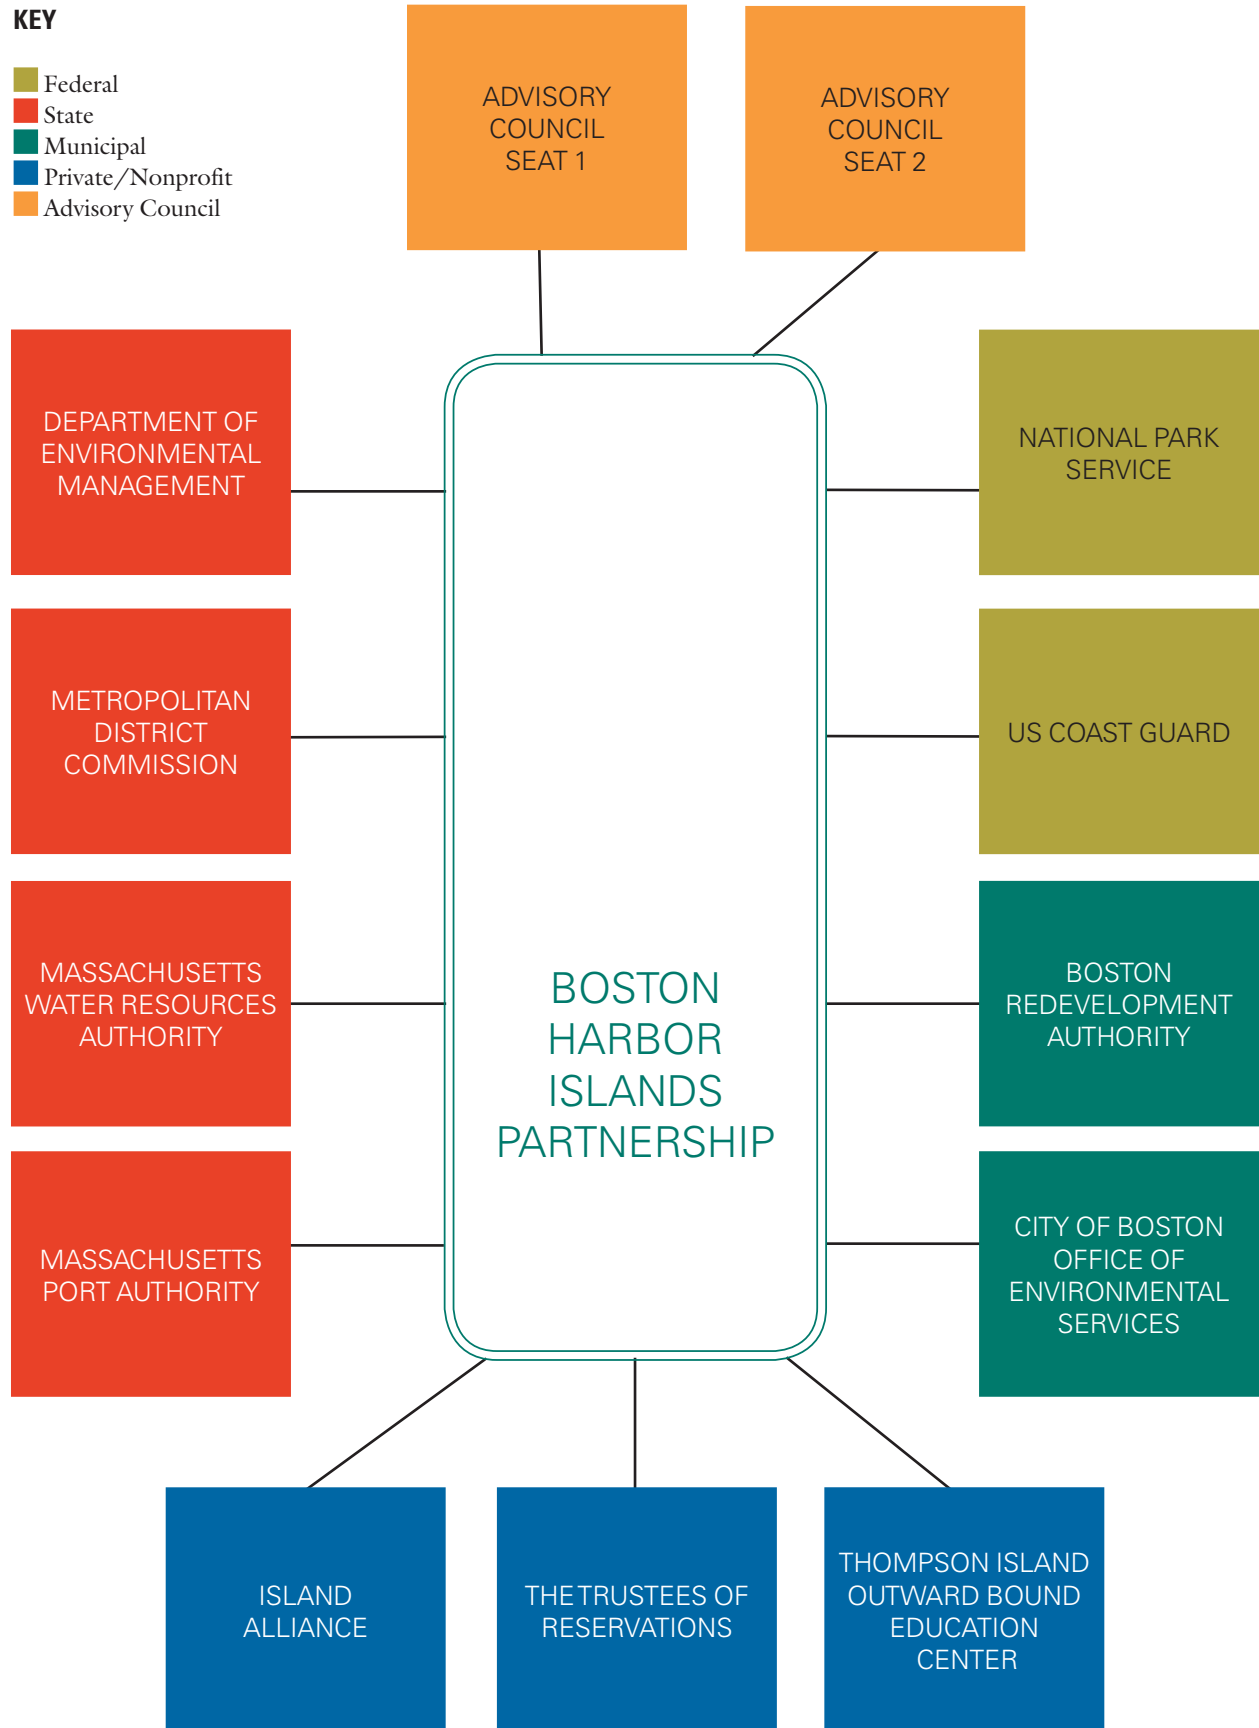 KEY
Federal
State
Municipal
Private/Nonprofit
Advisory Council
ADVISORY
COUNCIL
SEAT 1
ADVISORY
COUNCIL
SEAT 2
DEPARTMENT OF
ENVIRONMENTAL
MANAGEMENT
NATIONAL PARK
SERVICE
METROPOLITAN
DISTRICT
COMMISSION
US COAST GUARD
MASSACHUSETTS
WATER RESOURCES
AUTHORITY
BOSTON
HARBOR
ISLANDS
PARTNERSHIP
BOSTON
REDEVELOPMENT
AUTHORITY
MASSACHUSETTS
PORT AUTHORITY
CITY OF BOSTON
OFFICE OF
ENVIRONMENTAL
SERVICES
ISLAND
ALLIANCE
THE TRUSTEES OF
RESERVATIONS
THOMPSON ISLAND
OUTWARD BOUND
EDUCATION
CENTER